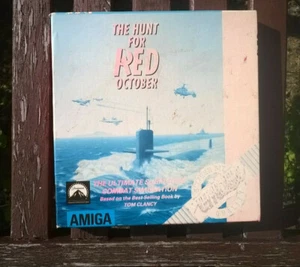 THE HUNT
FOR
RED
OCTOBER
THE ULTIMATE
COMBAT SIMULATION
Based on the Best Selling Book by
TOM CLANCY
AMIGA